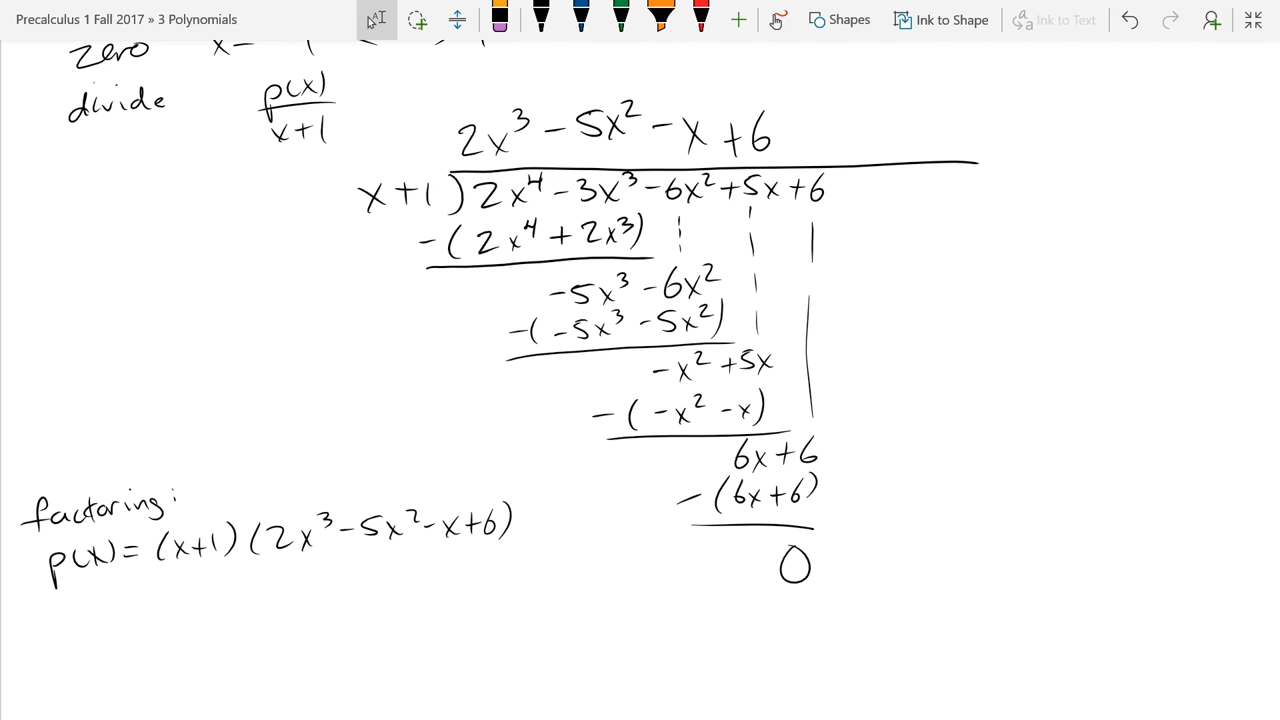 Precalculus 1 Fall 2017 » 3 Polynomials
Shapes
Ink to Shape
Ink to Text
zero x=
divide p(x)/x+1
2x³ - 5x² - x + 6
x+1 ) 2x⁴ - 3x³ - 6x² + 5x + 6
-( 2x⁴ + 2x³ )
-5x³ - 6x²
-( -5x³ - 5x² )
-x² + 5x
-( -x² - x )
6x + 6
-( 6x + 6 )
0
factoring:
p(x) = (x+1) (2x³ - 5x² - x + 6)